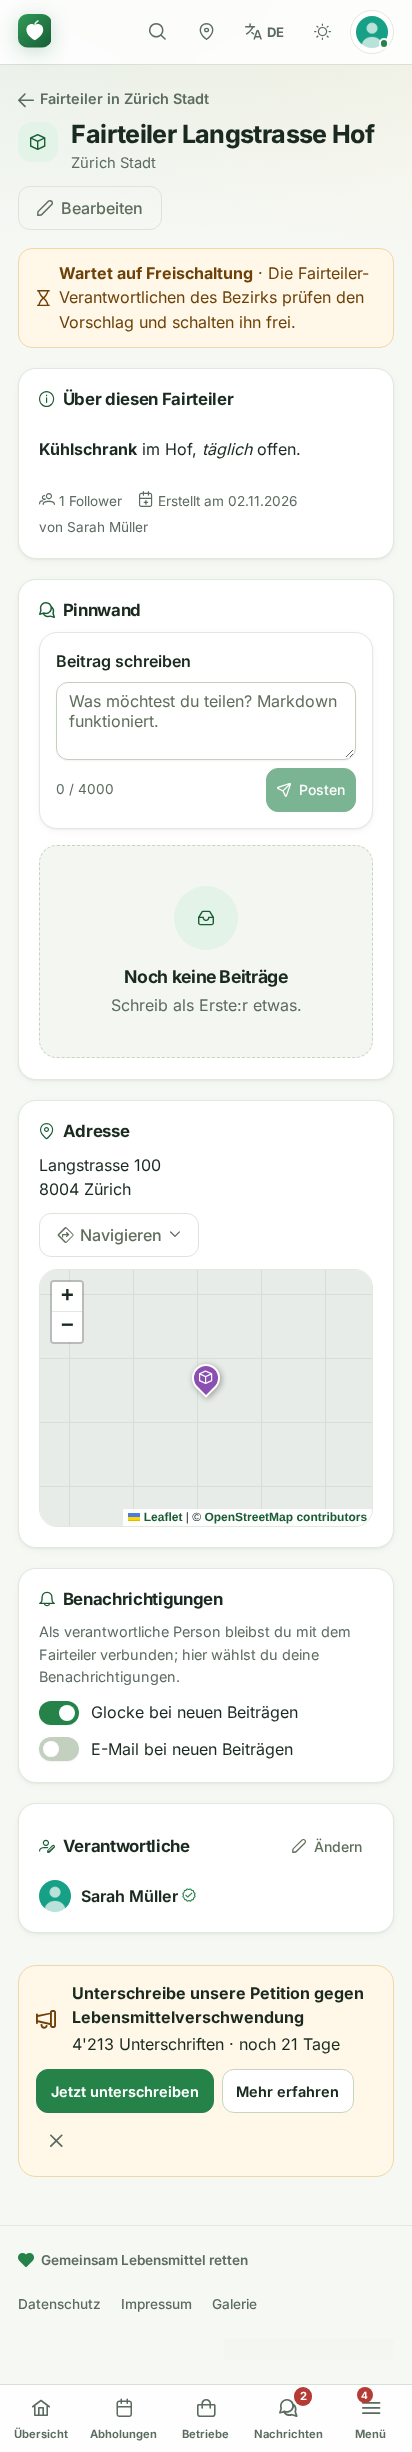 DE
Fairteiler in Zürich Stadt
Fairteiler Langstrasse Hof
Zürich Stadt
Bearbeiten
Wartet auf Freischaltung · Die Fairteiler-
Verantwortlichen des Bezirks prüfen den
Vorschlag und schalten ihn frei.
Über diesen Fairteiler
Kühlschrank im Hof, täglich offen.
1 Follower Erstellt am 02.11.2026
von Sarah Müller
Pinnwand
Beitrag schreiben
Was möchtest du teilen? Markdown
funktioniert.
0 / 4000
Posten
Noch keine Beiträge
Schreib als Erste:r etwas.
Adresse
Langstrasse 100
8004 Zürich
Navigieren
+
−
Leaflet | © OpenStreetMap contributors
Benachrichtigungen
Als verantwortliche Person bleibst du mit dem
Fairteiler verbunden; hier wählst du deine
Benachrichtigungen.
Glocke bei neuen Beiträgen
E-Mail bei neuen Beiträgen
Verantwortliche
Ändern
Sarah Müller
Unterschreibe unsere Petition gegen
Lebensmittelverschwendung
4'213 Unterschriften · noch 21 Tage
Jetzt unterschreiben
Mehr erfahren
Gemeinsam Lebensmittel retten
Datenschutz Impressum Galerie
2
4
Übersicht Abholungen Betriebe Nachrichten Menü